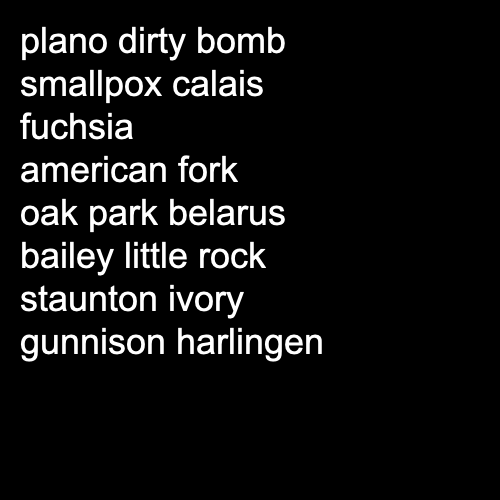 plano dirty bomb
smallpox calais
fuchsia
american fork
oak park belarus
bailey little rock
staunton ivory
gunnison harlingen